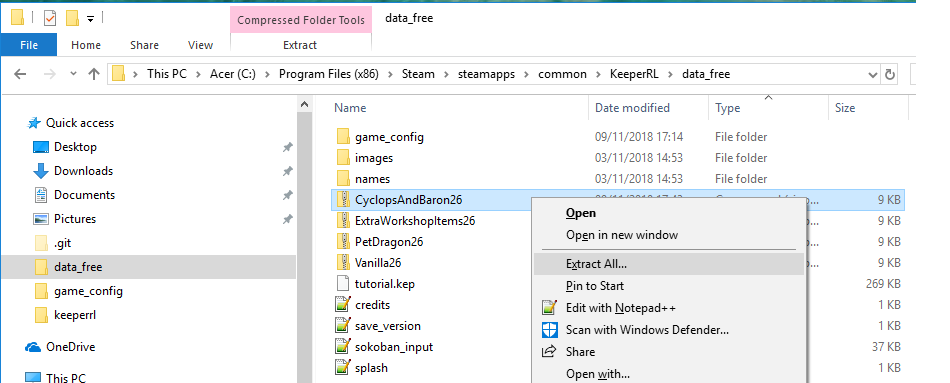 Compressed Folder Tools data_free
File Home Share View Extract
This PC Acer (C:) Program Files (x86) Steam steamapps common KeeperRL data_free
Name Date modified Type Size
Quick access
Desktop
Downloads
Documents
Pictures
.git
data_free
game_config
keeperrl
OneDrive
This PC
game_config 09/11/2018 17:14 File folder
images 03/11/2018 14:53 File folder
names 03/11/2018 14:53 File folder
CyclopsAndBaron26 9 KB
ExtraWorkshopItems26 9 KB
PetDragon26 9 KB
Vanilla26 9 KB
tutorial.kep 269 KB
credits 1 KB
save_version 1 KB
sokoban_input 37 KB
splash 1 KB
Open
Open in new window
Extract All...
Pin to Start
Edit with Notepad++
Scan with Windows Defender...
Share
Open with...